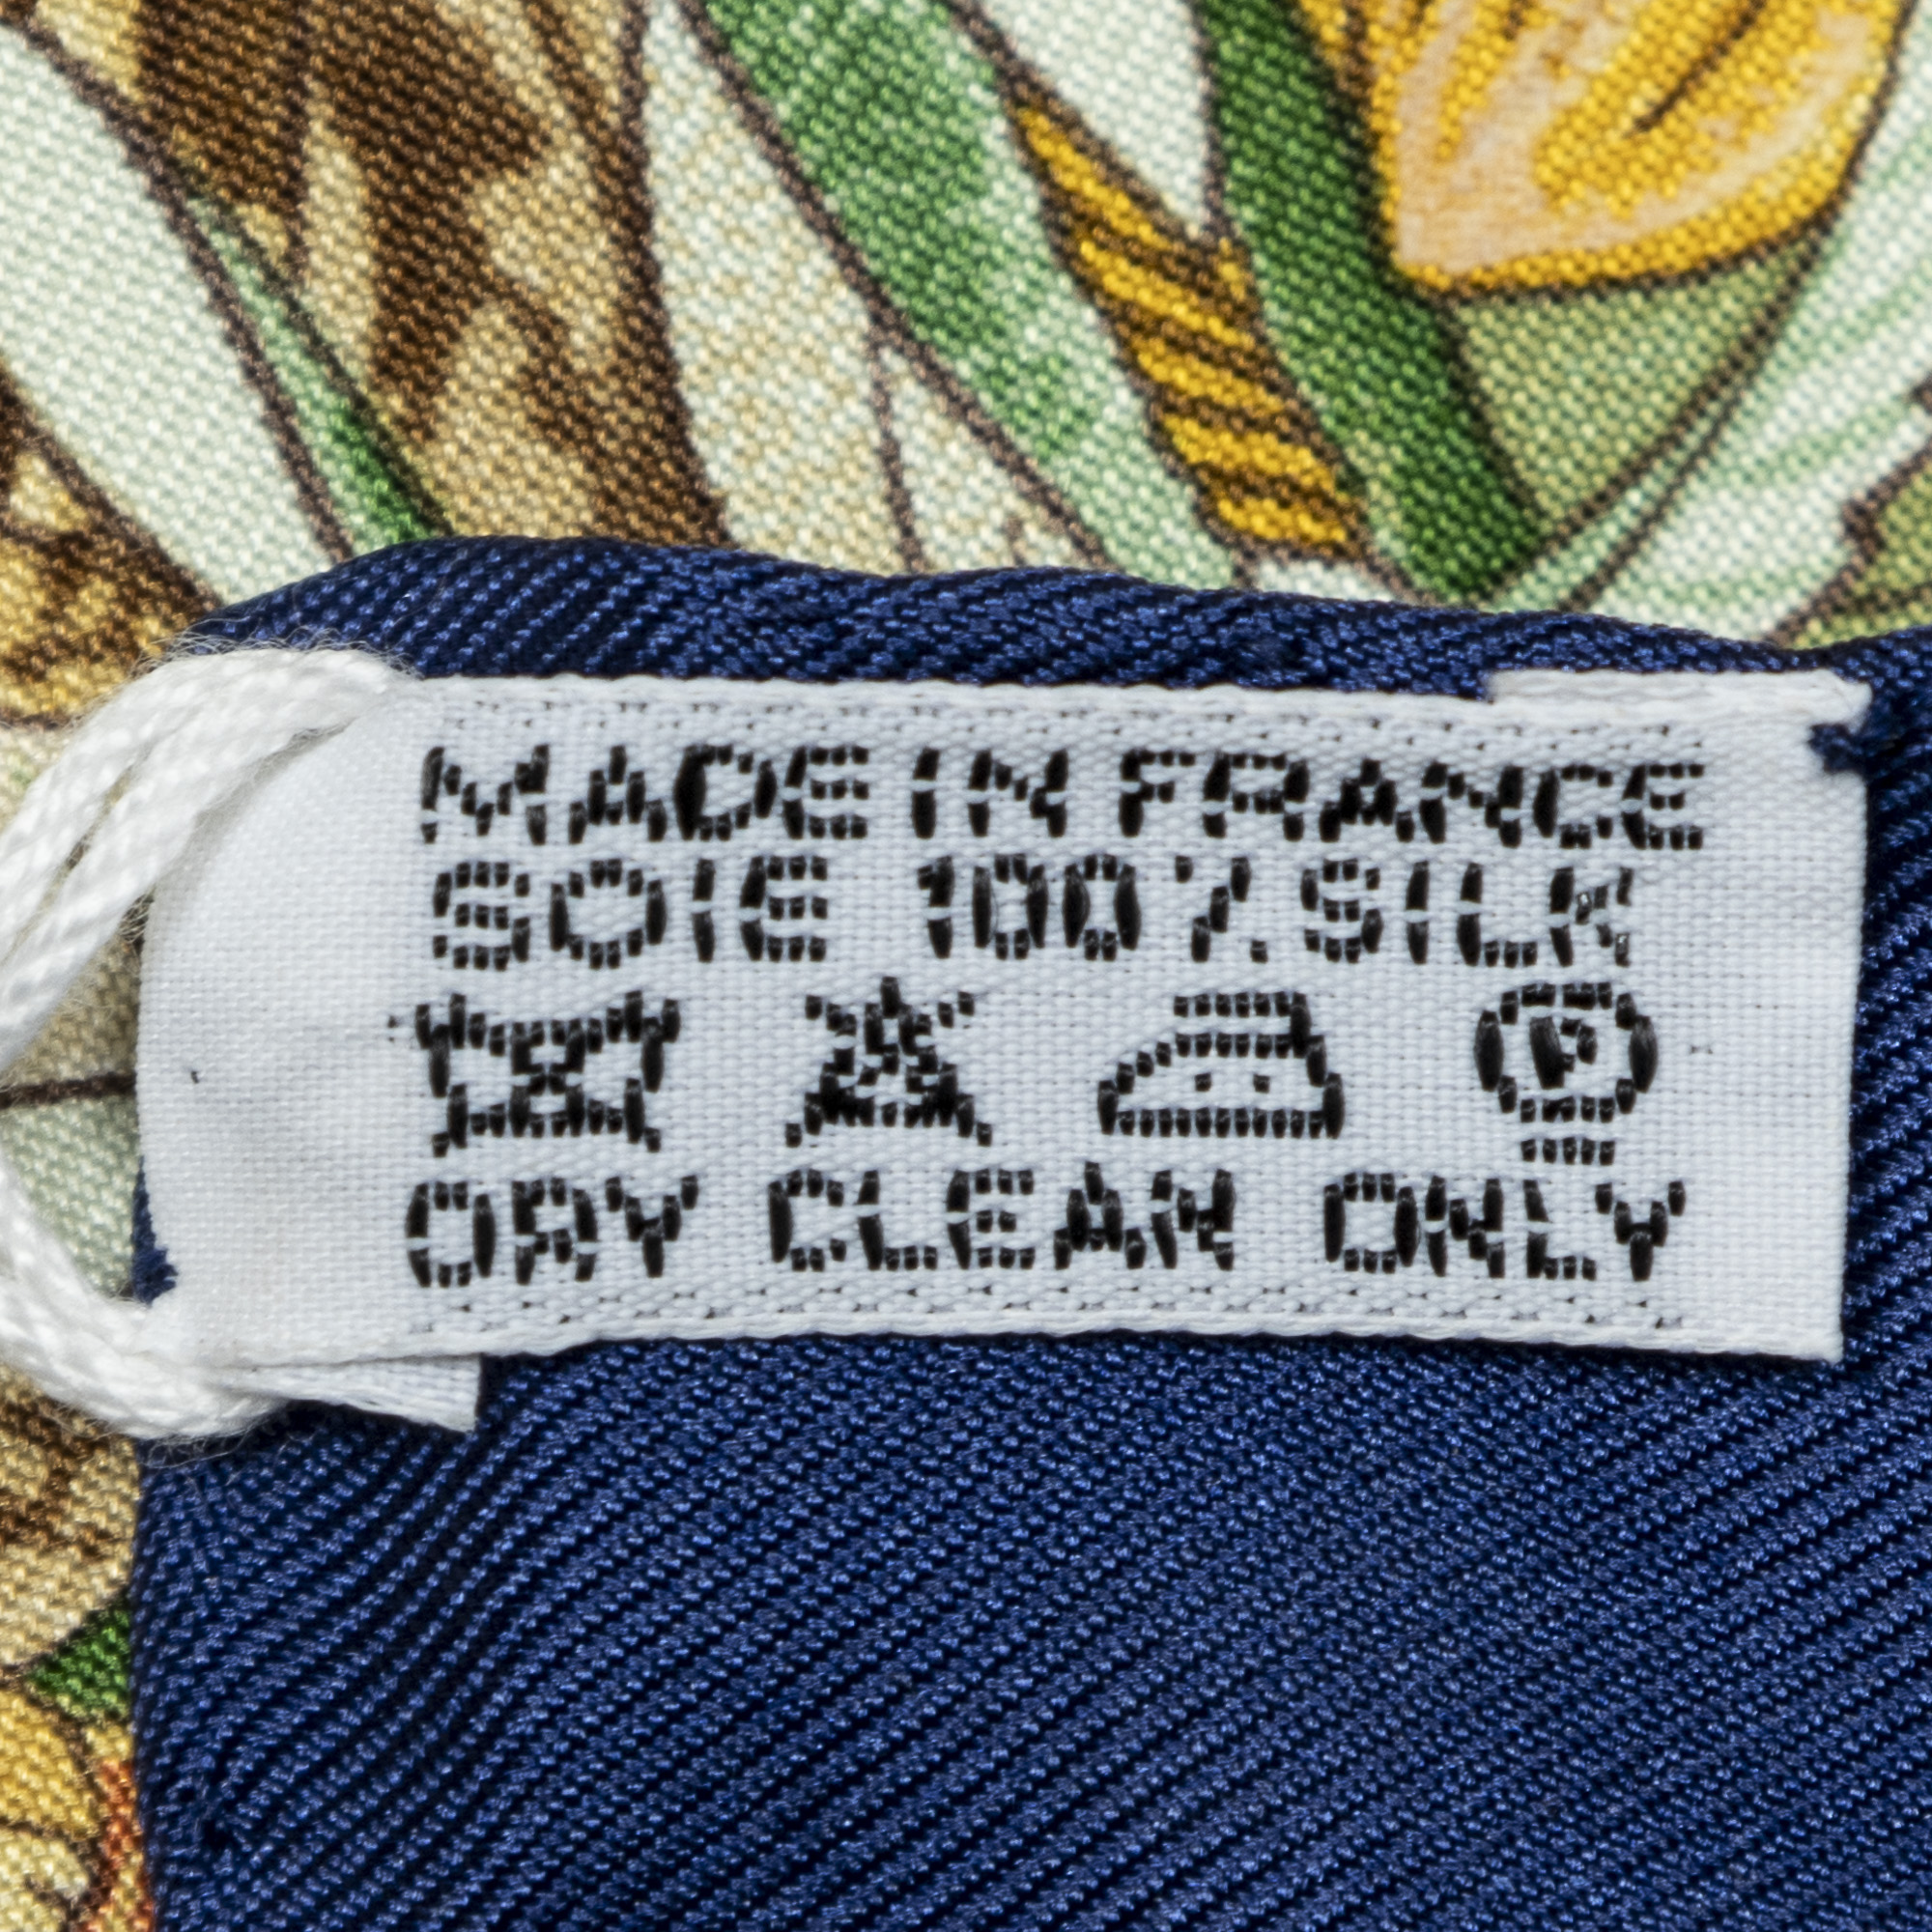 MADE IN FRANCE
SOIE 100% SILK
P
DRY CLEAN ONLY